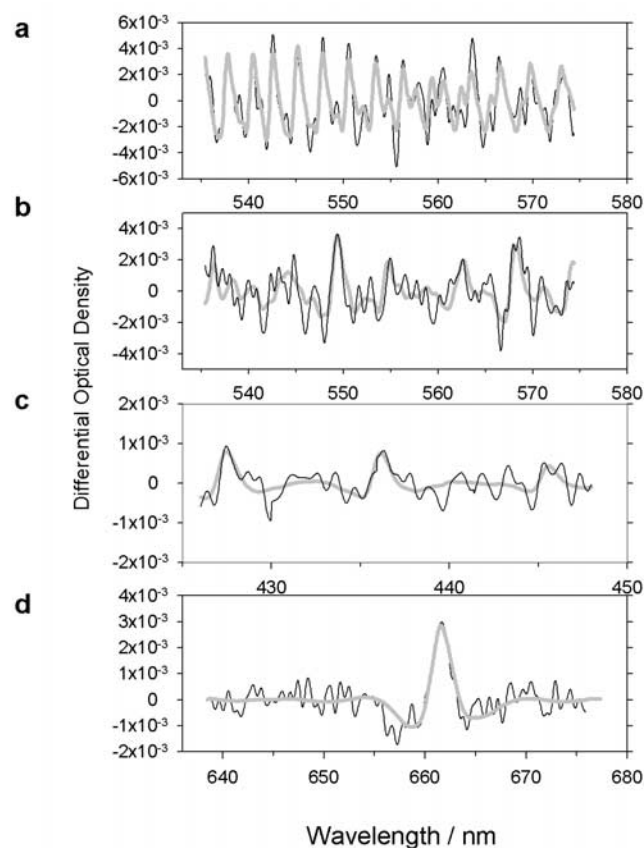 a
6x10⁻³
4x10⁻³
2x10⁻³
0
-2x10⁻³
-4x10⁻³
-6x10⁻³
540 550 560 570 580
b
4x10⁻³
2x10⁻³
0
-2x10⁻³
-4x10⁻³
540 550 560 570 580
Differential Optical Density
c
2x10⁻³
1x10⁻³
0
-1x10⁻³
-2x10⁻³
430 440 450
d
4x10⁻³
3x10⁻³
2x10⁻³
1x10⁻³
0
-1x10⁻³
-2x10⁻³
640 650 660 670 680
Wavelength / nm